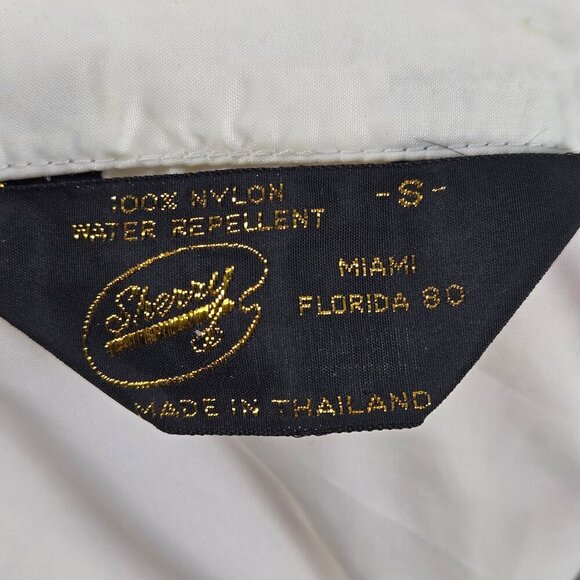 100% NYLON
WATER REPELLENT
- S -
Sherry
MIAMI
FLORIDA 80
MADE IN THAILAND